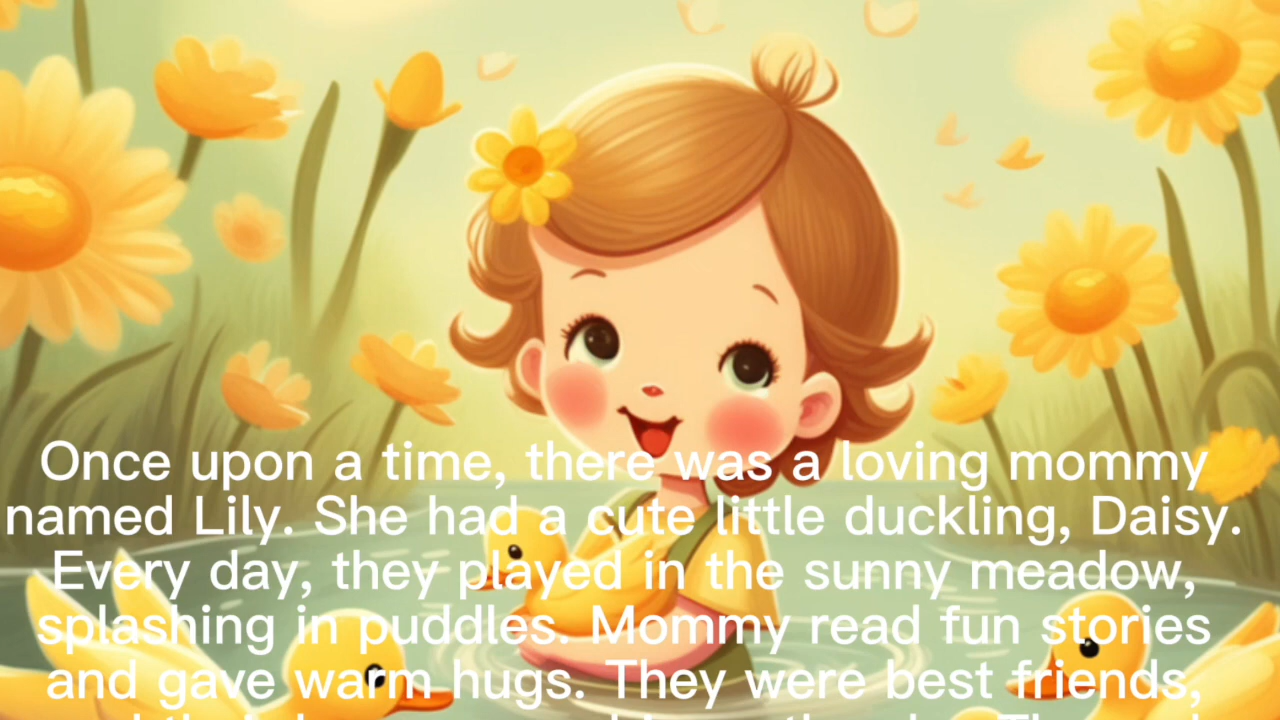 Once upon a time, there was a loving mommy
named Lily. She had a cute little duckling, Daisy.
Every day, they played in the sunny meadow,
splashing in puddles. Mommy read fun stories
and gave warm hugs. They were best friends,